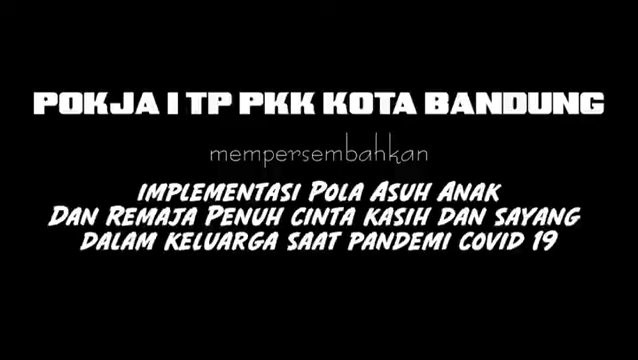 POKJA I TP PKK KOTA BANDUNG
mempersembahkan
IMPLEMENTASI POLA ASUH ANAK
DAN REMAJA PENUH CINTA KASIH DAN SAYANG
DALAM KELUARGA SAAT PANDEMI COVID 19